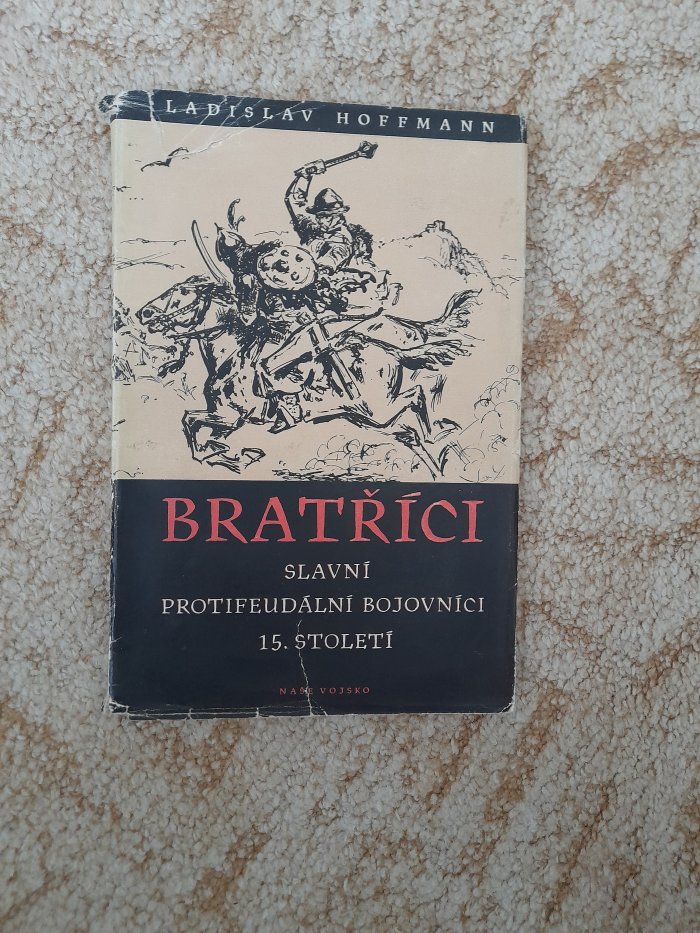 LADISLAV HOFFMANN
BRATŘÍCI
SLAVNÍ
PROTIFEUDÁLNÍ BOJOVNÍCI
15. STOLETÍ
NAŠE VOJSKO